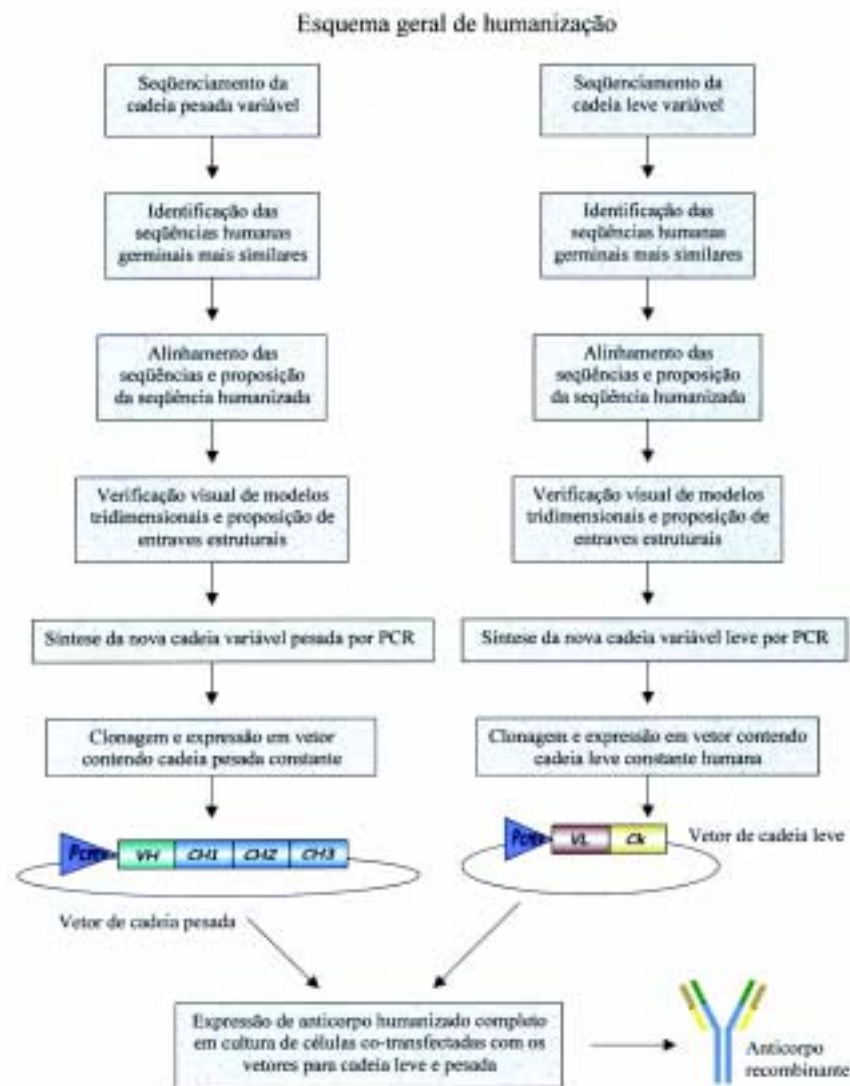 Esquema geral de humanização
Seqüenciamento da
cadeia pesada variável
Identificação das
seqüências humanas
germinais mais similares
Alinhamento das
seqüências e proposição
da seqüência humanizada
Verificação visual de modelos
tridimensionais e proposição de
entraves estruturais
Síntese da nova cadeia variável pesada por PCR
Clonagem e expressão em vetor
contendo cadeia pesada constante
VH CH1 CH2 CH3
Vetor de cadeia pesada
Seqüenciamento da
cadeia leve variável
Identificação das
seqüências humanas
germinais mais similares
Alinhamento das
seqüências e proposição
da seqüência humanizada
Verificação visual de modelos
tridimensionais e proposição de
entraves estruturais
Síntese da nova cadeia variável leve por PCR
Clonagem e expressão em vetor contendo
cadeia leve constante humana
VL Ck
Vetor de cadeia leve
Expressão de anticorpo humanizado completo
em cultura de células co-transfectadas com os
vetores para cadeia leve e pesada
Anticorpo
recombinante